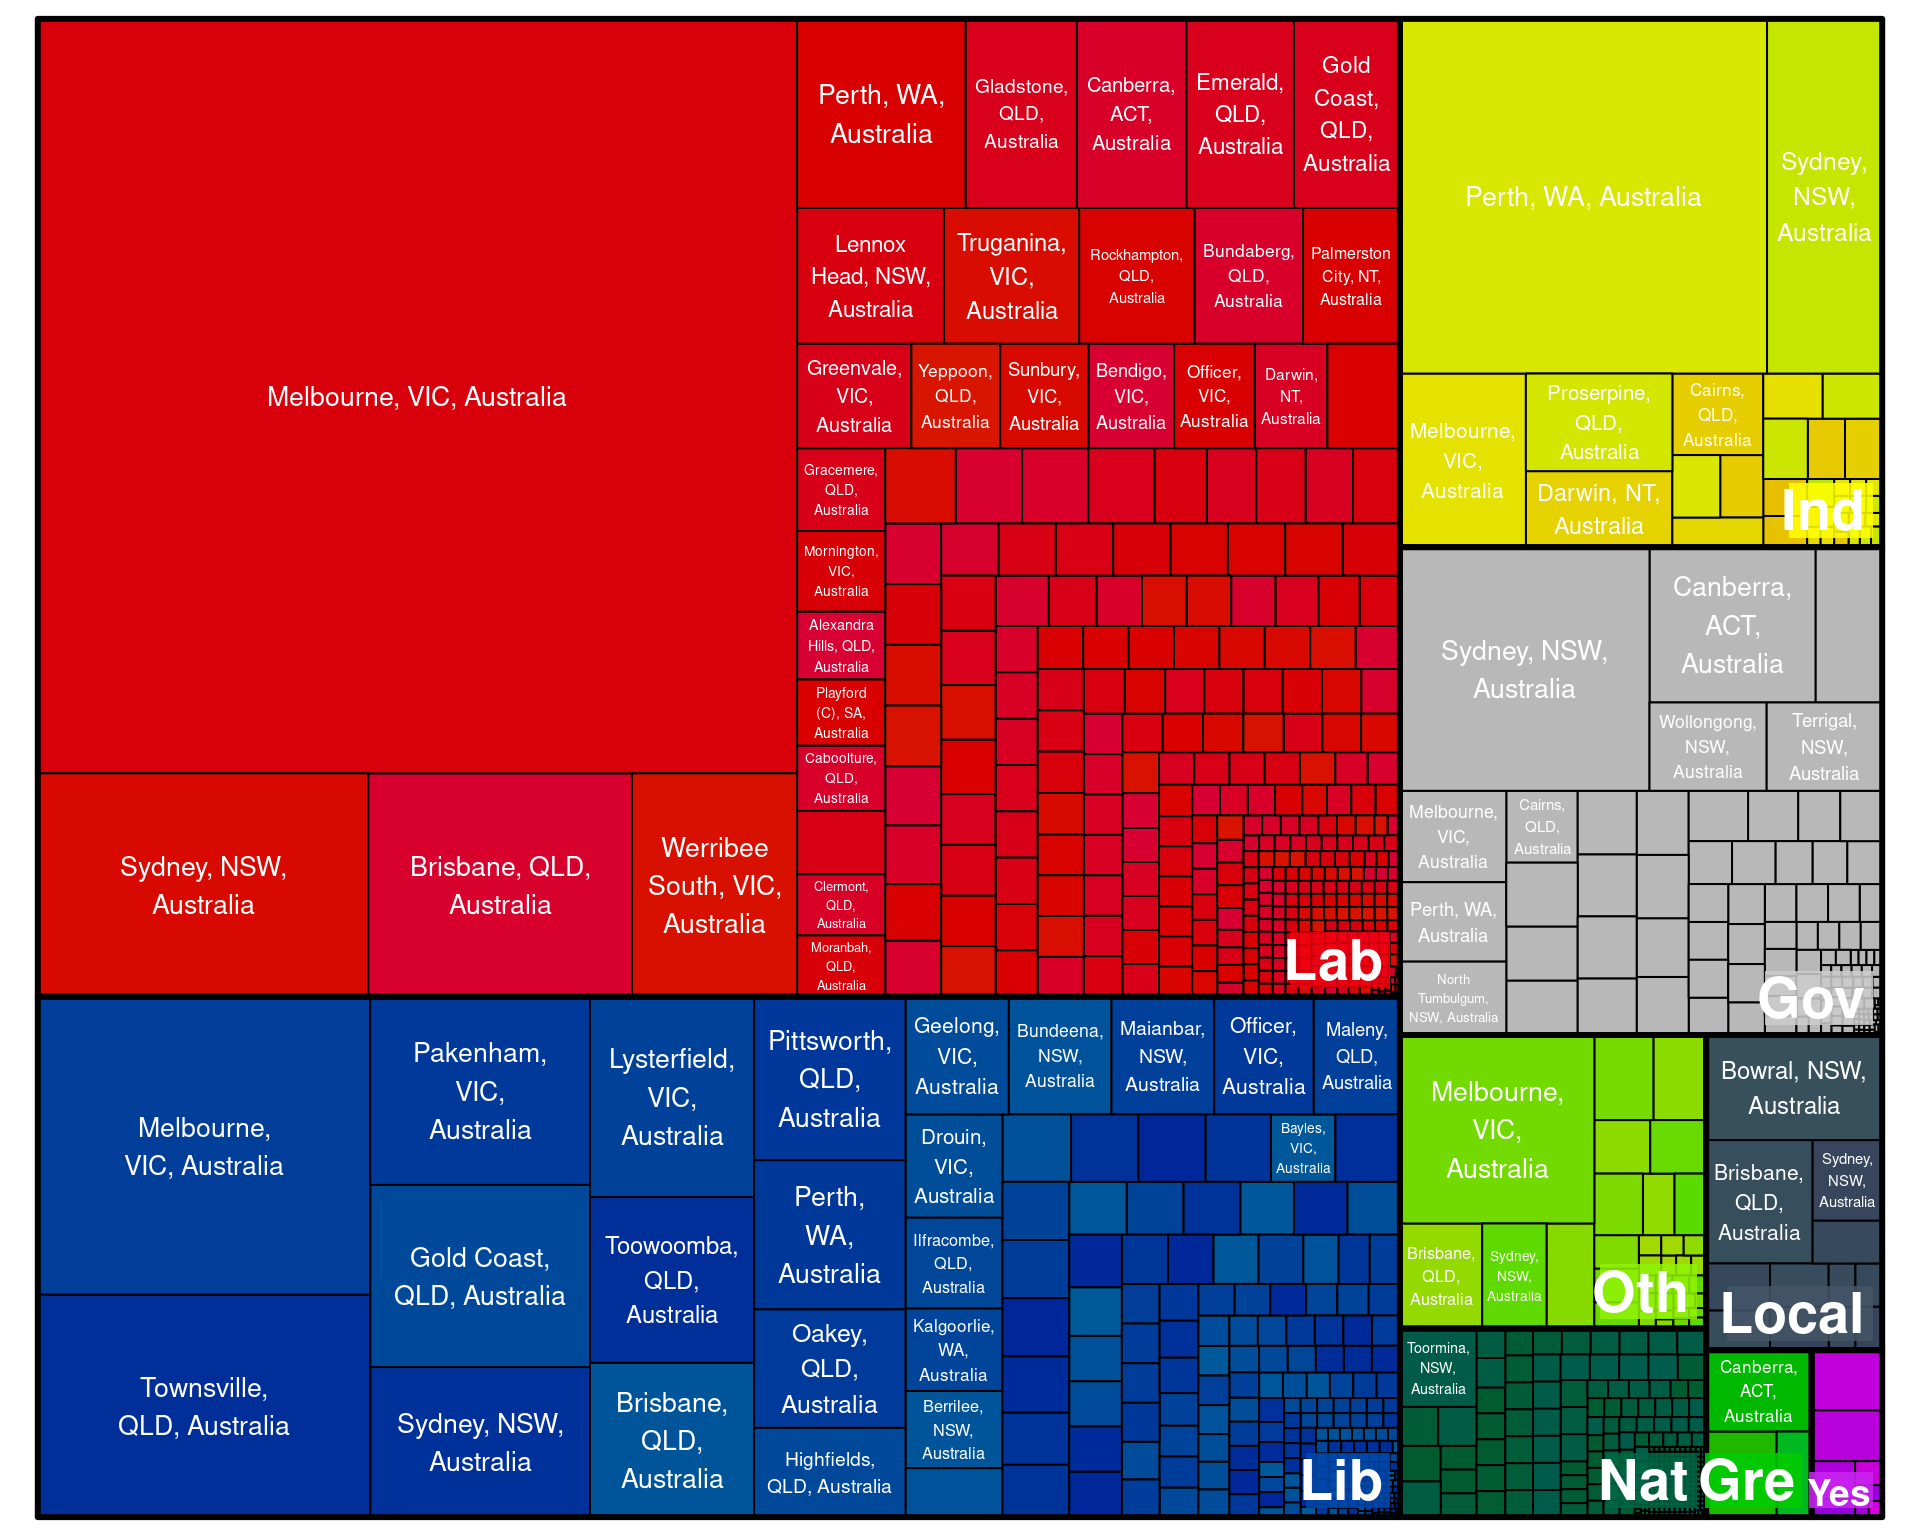 Melbourne, VIC, Australia
Sydney, NSW,
Australia
Brisbane, QLD,
Australia
Werribee
South, VIC,
Australia
Perth, WA,
Australia
Gladstone,
QLD,
Australia
Canberra,
ACT,
Australia
Emerald,
QLD,
Australia
Gold
Coast,
QLD,
Australia
Lennox
Head, NSW,
Australia
Truganina,
VIC,
Australia
Rockhampton,
QLD,
Australia
Bundaberg,
QLD,
Australia
Palmerston
City, NT,
Australia
Greenvale,
VIC,
Australia
Yeppoon,
QLD,
Australia
Sunbury,
VIC,
Australia
Bendigo,
VIC,
Australia
Officer,
VIC,
Australia
Darwin,
NT,
Australia
Gracemere,
QLD,
Australia
Mornington,
VIC,
Australia
Alexandra
Hills, QLD,
Australia
Playford
(C), SA,
Australia
Caboolture,
QLD,
Australia
Clermont,
QLD,
Australia
Moranbah,
QLD,
Australia
Lab
Perth, WA, Australia
Sydney,
NSW,
Australia
Melbourne,
VIC,
Australia
Proserpine,
QLD,
Australia
Cairns,
QLD,
Australia
Darwin, NT,
Australia
Ind
Sydney, NSW,
Australia
Canberra,
ACT,
Australia
Wollongong,
NSW,
Australia
Terrigal,
NSW,
Australia
Melbourne,
VIC,
Australia
Cairns,
QLD,
Australia
Perth, WA,
Australia
North
Tumbulgum,
NSW, Australia
Gov
Melbourne,
VIC, Australia
Townsville,
QLD, Australia
Pakenham,
VIC,
Australia
Gold Coast,
QLD, Australia
Sydney, NSW,
Australia
Lysterfield,
VIC,
Australia
Toowoomba,
QLD,
Australia
Brisbane,
QLD,
Australia
Pittsworth,
QLD,
Australia
Perth,
WA,
Australia
Oakey,
QLD,
Australia
Highfields,
QLD, Australia
Geelong,
VIC,
Australia
Bundeena,
NSW,
Australia
Maianbar,
NSW,
Australia
Officer,
VIC,
Australia
Maleny,
QLD,
Australia
Drouin,
VIC,
Australia
Bayles,
VIC,
Australia
Ilfracombe,
QLD,
Australia
Kalgoorlie,
WA,
Australia
Berrilee,
NSW,
Australia
Lib
Melbourne,
VIC,
Australia
Brisbane,
QLD,
Australia
Sydney,
NSW,
Australia
Oth
Bowral, NSW,
Australia
Brisbane,
QLD,
Australia
Sydney,
NSW,
Australia
Local
Toormina,
NSW,
Australia
Nat
Canberra,
ACT,
Australia
Gre
Yes